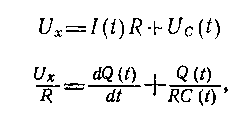 U_x = I(t)R + U_C(t)
U_x/R = dQ(t)/dt + Q(t)/RC(t),